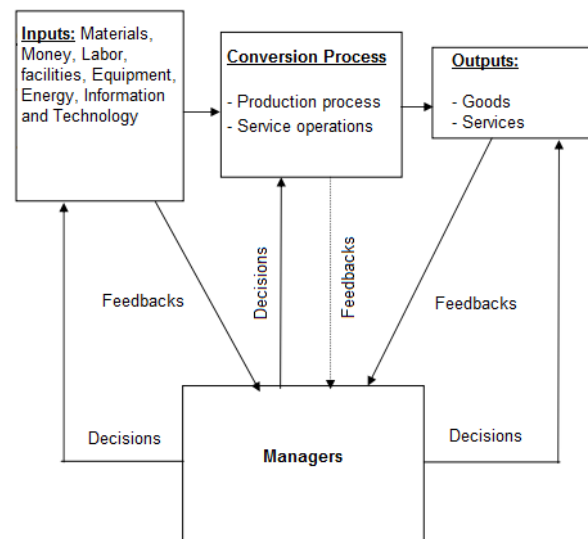 Inputs: Materials,
Money, Labor,
facilities, Equipment,
Energy, Information
and Technology
Conversion Process
- Production process
- Service operations
Outputs:
- Goods
- Services
Feedbacks
Decisions
Feedbacks
Feedbacks
Decisions
Managers
Decisions